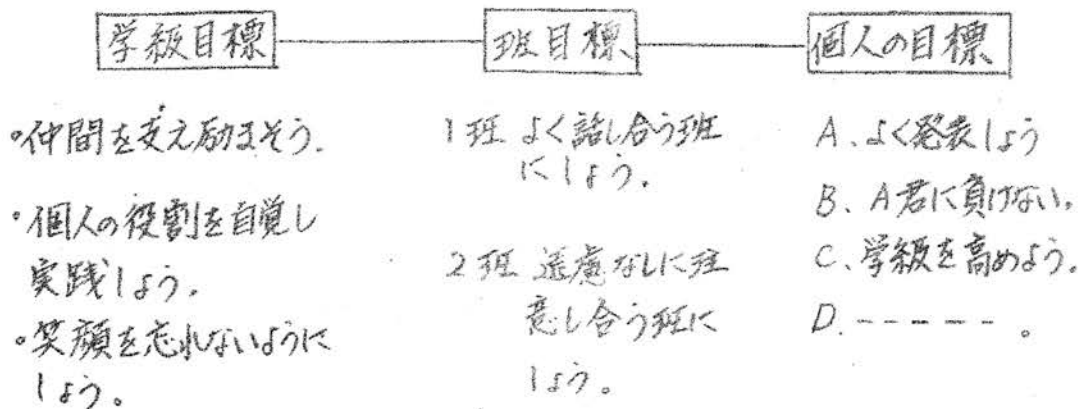 学級目標
班目標
個人の目標
・仲間を支え励まそう.
・個人の役割を自覚し
実践しよう。
・笑顔を忘れないように
しよう。
1班 よく話し合う班
にしよう。
2班 遠慮なしに注
意し合う班に
しよう。
A、よく発表しよう
B、A君に負けない。
C、学級を高めよう。
D. ----- 。